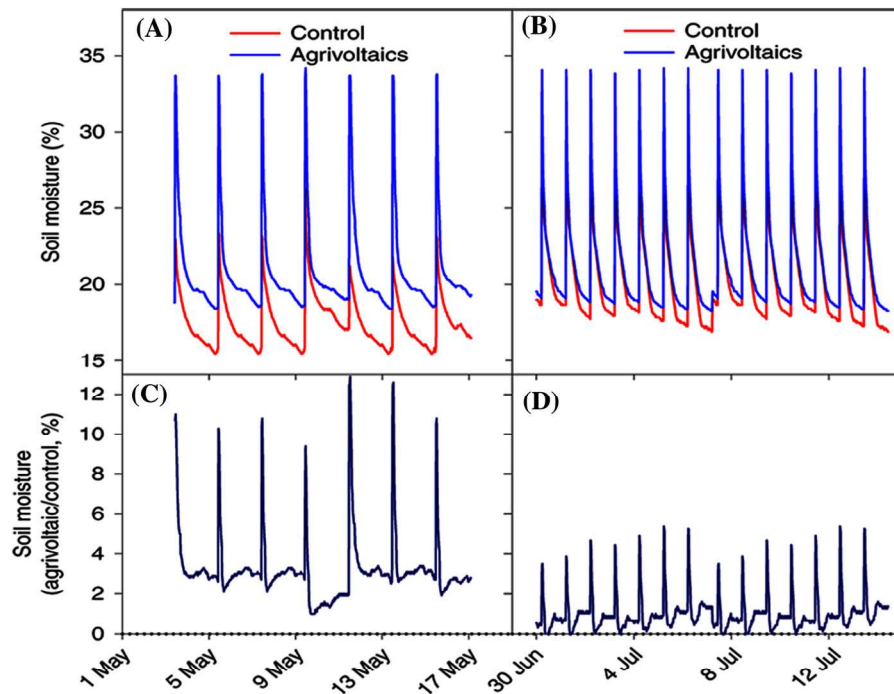 (A)
Control
Agrivoltaics
(B)
Control
Agrivoltaics
35
30
25
20
15
Soil moisture (%)
(C)
(D)
12
10
8
6
4
2
0
Soil moisture
(agrivoltaic/control, %)
1 May
5 May
9 May
13 May
17 May
30 Jun
4 Jul
8 Jul
12 Jul